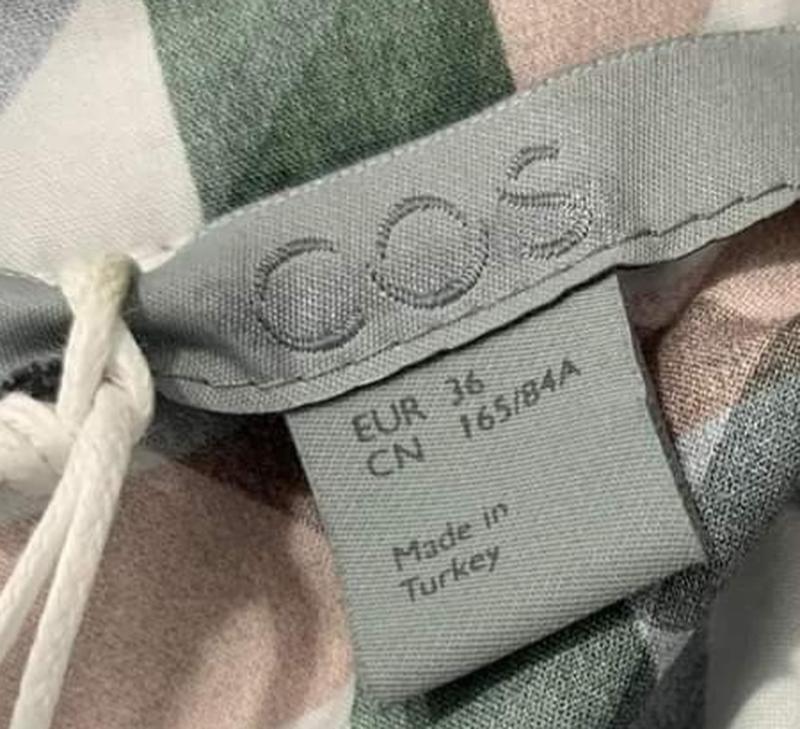 COS
EUR 36
CN 165/84A
Made in
Turkey